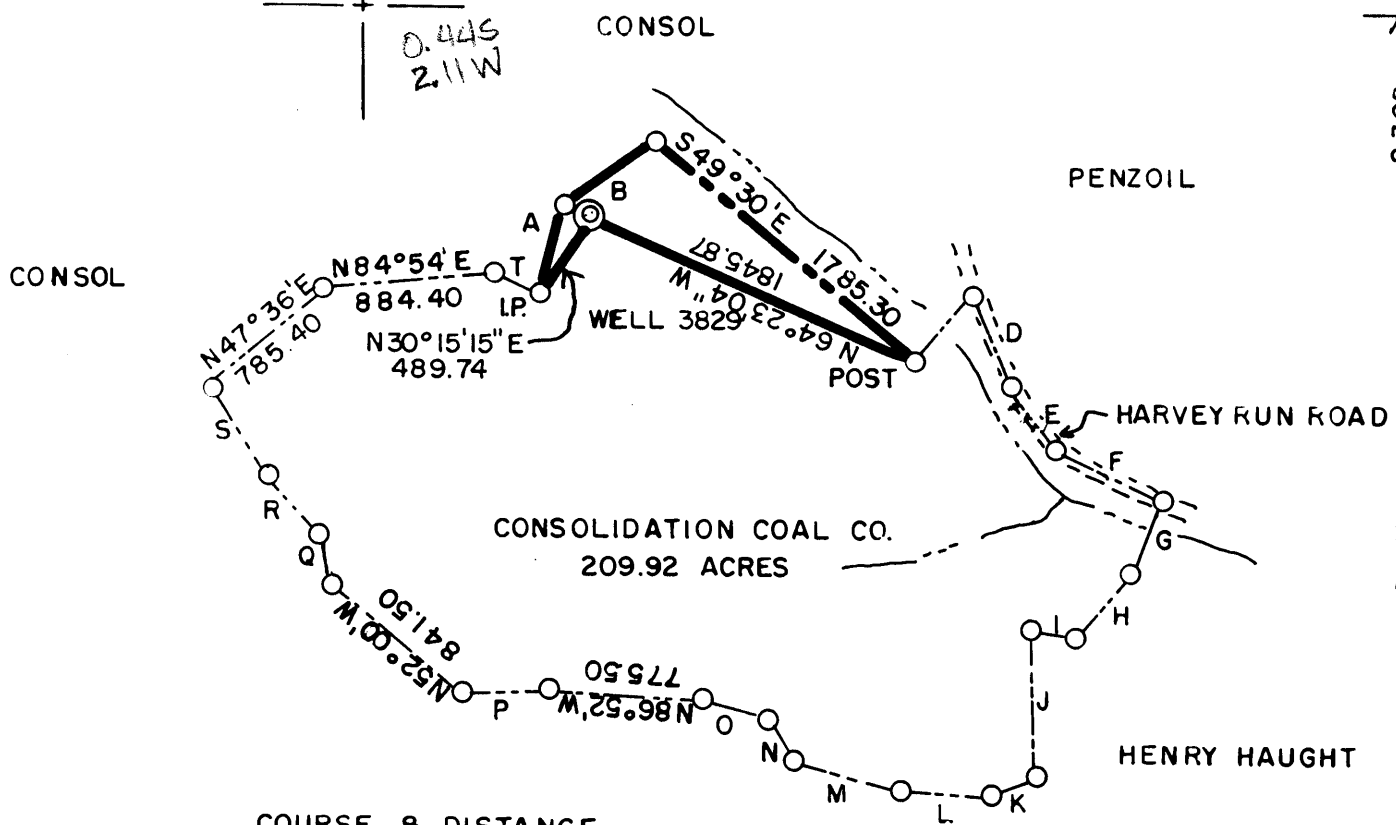 0.44S
2.11 W
CONSOL
PENZOIL
CONSOL
S49°30'E
1785.30
B
A
N84°54'E
884.40
T
I.P.
N47°36'E
785.40
N30°15'15"E
489.74
WELL 3829
N 64°23'04" W
1845.87
POST
D
E
HARVEY RUN ROAD
F
G
S
R
Q
CONSOLIDATION COAL CO.
209.92 ACRES
H
I
J
N52°00'W
841.50
P
N86°52'W
775.50
O
N
M
L
K
HENRY HAUGHT
COURSE & DISTANCE